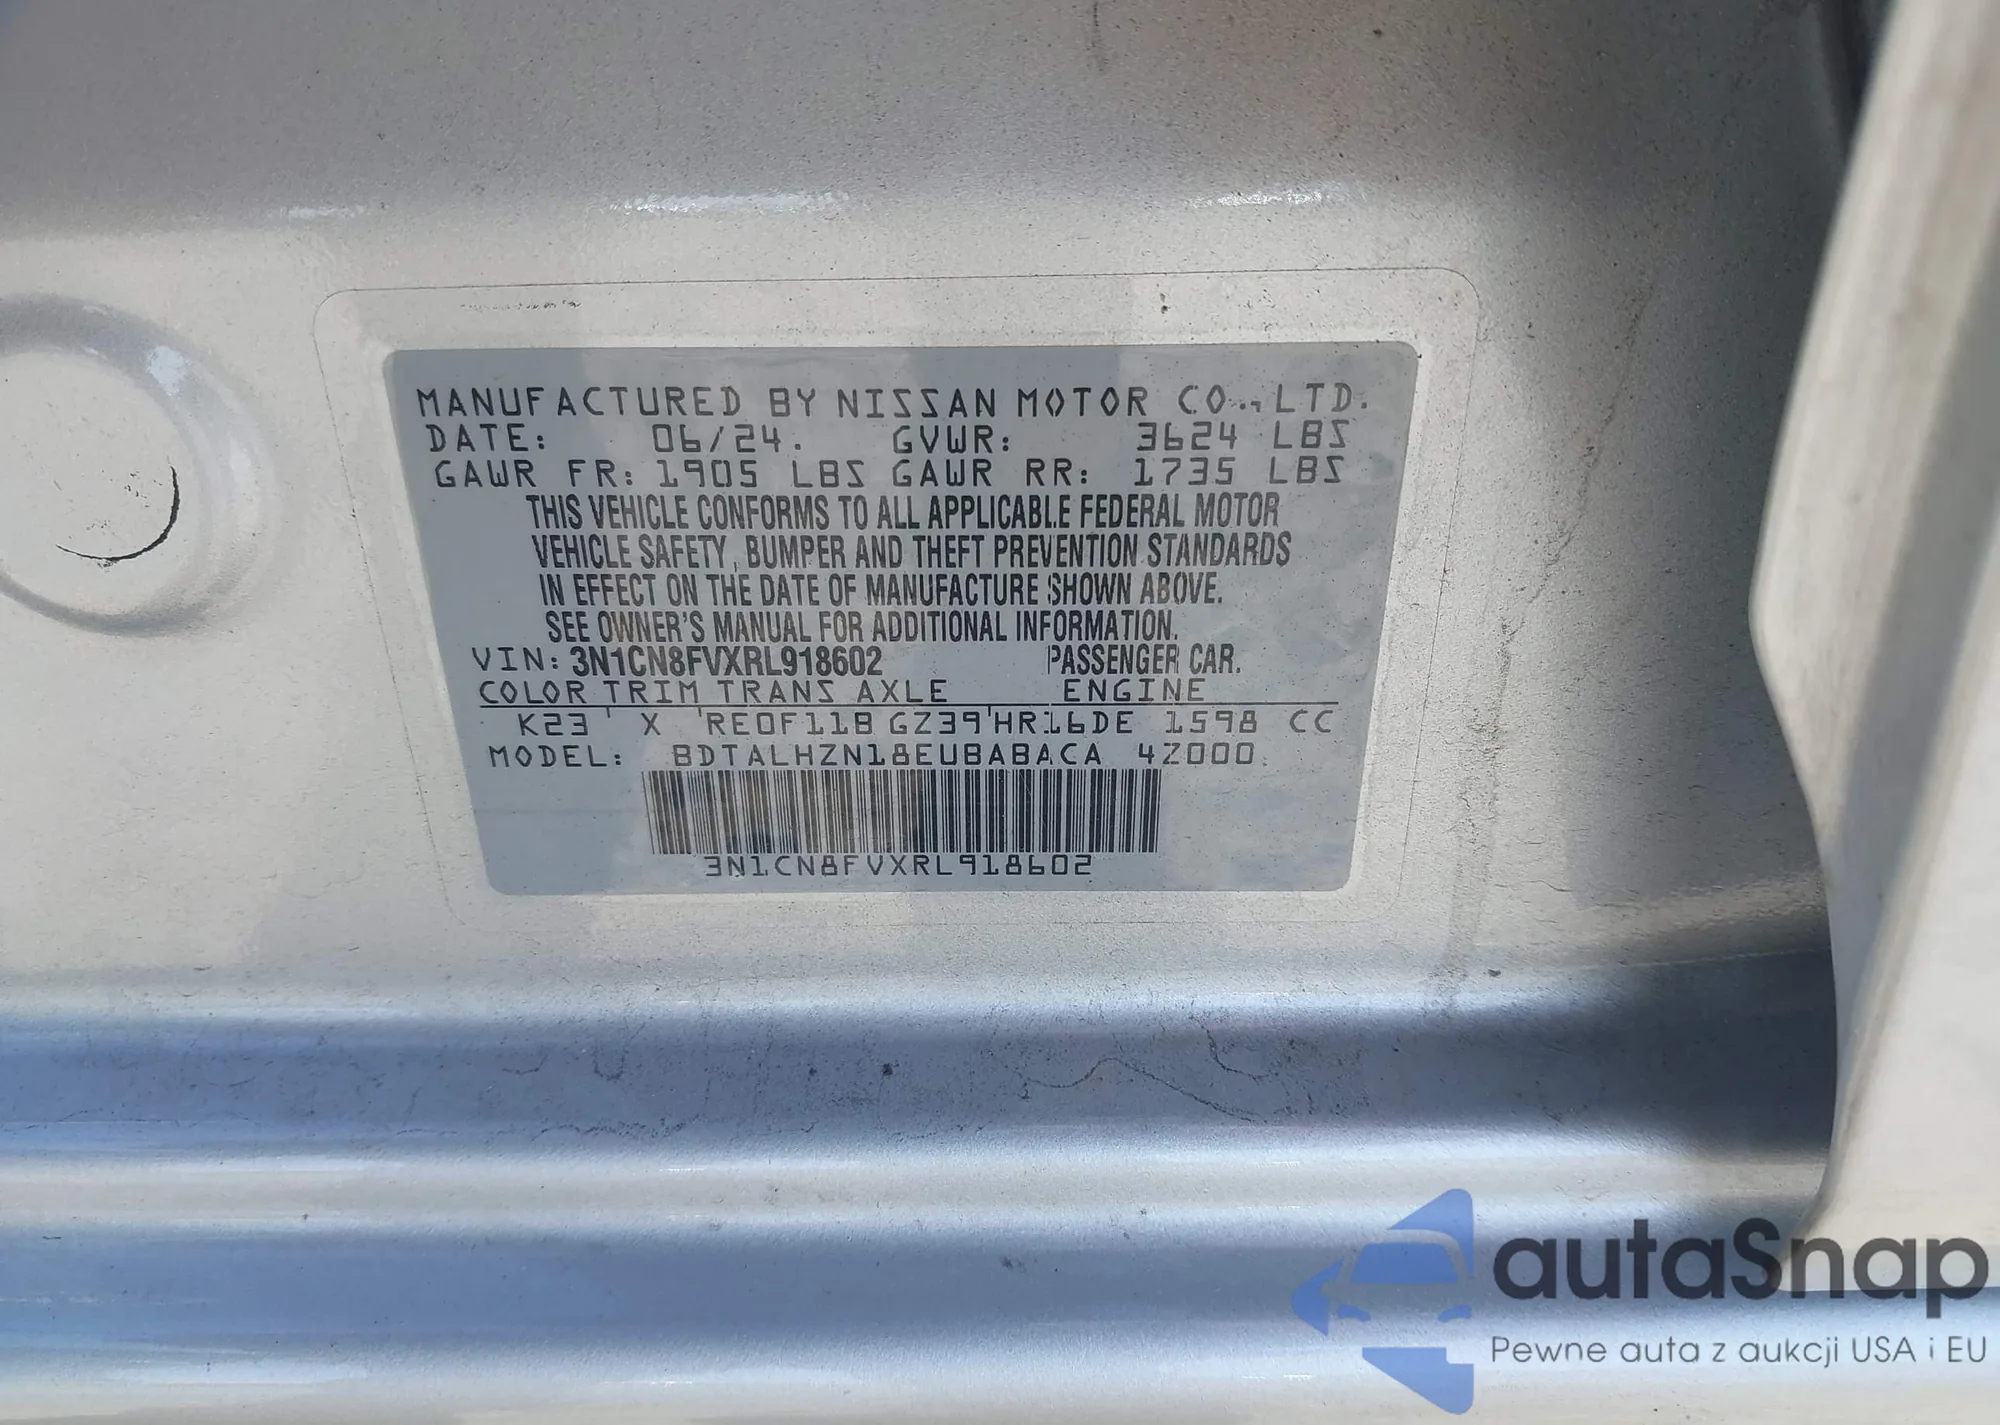 MANUFACTURED BY NISSAN MOTOR CO., LTD.
DATE: 06/24. GVWR: 3624 LBS
GAWR FR: 1905 LBS GAWR RR: 1735 LBS
THIS VEHICLE CONFORMS TO ALL APPLICABLE FEDERAL MOTOR
VEHICLE SAFETY, BUMPER AND THEFT PREVENTION STANDARDS
IN EFFECT ON THE DATE OF MANUFACTURE SHOWN ABOVE.
SEE OWNER'S MANUAL FOR ADDITIONAL INFORMATION.
VIN: 3N1CN8FVXRL918602 PASSENGER CAR.
COLOR TRIM TRANS AXLE ENGINE
K23 X RE0F11B GZ39 HR16DE 1598 CC
MODEL: BDTALHZN18EUBABACA 4Z000
3N1CN8FVXRL918602
autaSnap
Pewne auta z aukcji USA i EU